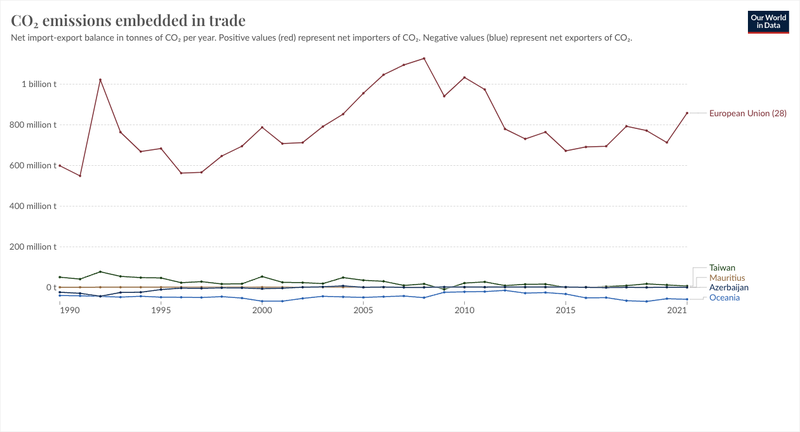 CO₂ emissions embedded in trade
Net import-export balance in tonnes of CO₂ per year. Positive values (red) represent net importers of CO₂. Negative values (blue) represent net exporters of CO₂.
Our World
in Data
1 billion t
800 million t
600 million t
400 million t
200 million t
0 t
1990
1995
2000
2005
2010
2015
2021
European Union (28)
Taiwan
Mauritius
Azerbaijan
Oceania